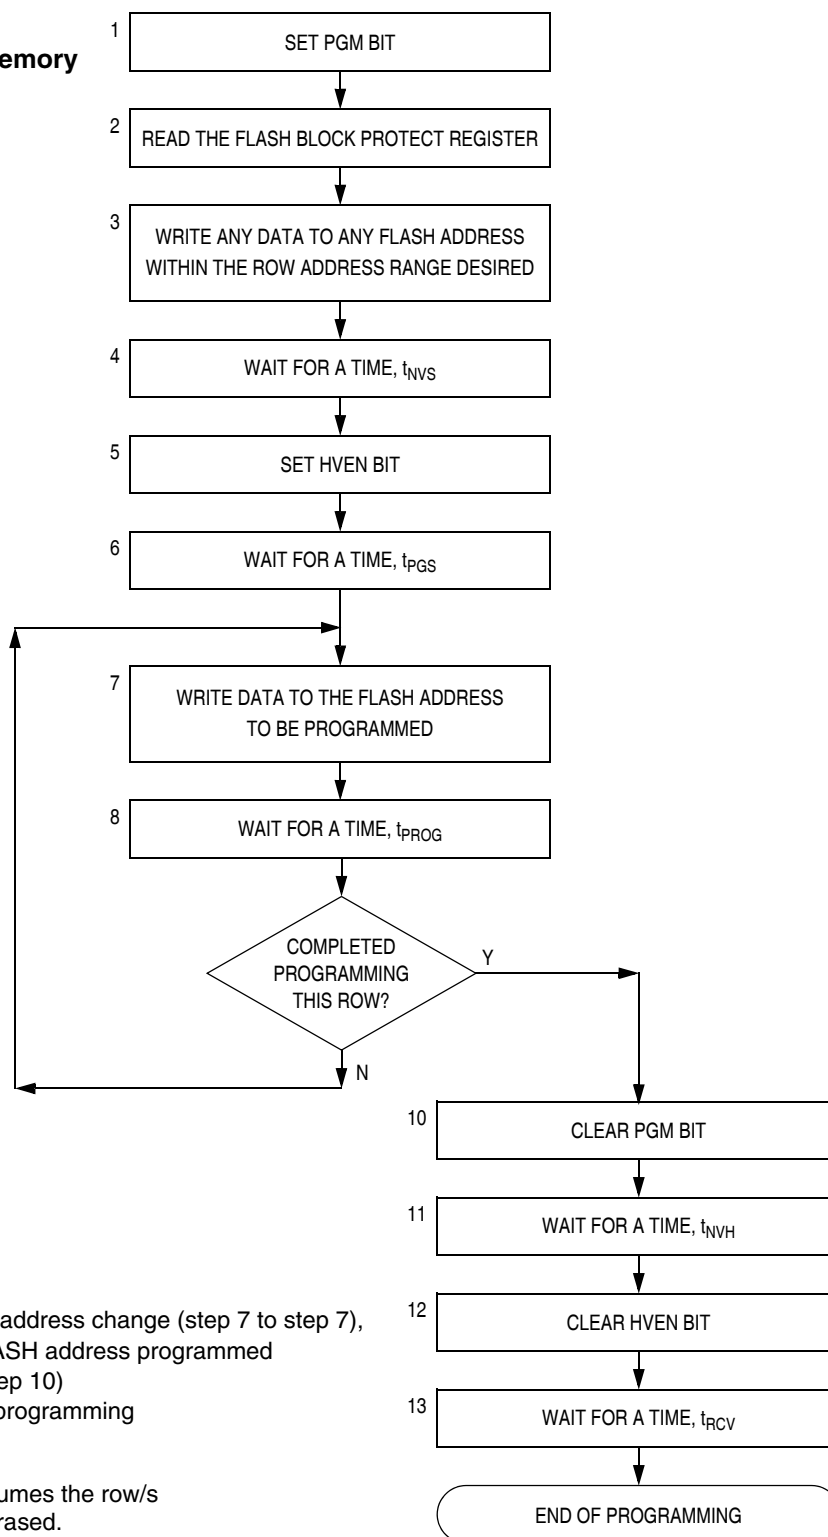 1
SET PGM BIT
emory
2
READ THE FLASH BLOCK PROTECT REGISTER
3
WRITE ANY DATA TO ANY FLASH ADDRESS
WITHIN THE ROW ADDRESS RANGE DESIRED
4
WAIT FOR A TIME, tNVS
5
SET HVEN BIT
6
WAIT FOR A TIME, tPGS
7
WRITE DATA TO THE FLASH ADDRESS
TO BE PROGRAMMED
8
WAIT FOR A TIME, tPROG
COMPLETED
PROGRAMMING
THIS ROW?
Y
N
10
CLEAR PGM BIT
11
WAIT FOR A TIME, tNVH
12
CLEAR HVEN BIT
13
WAIT FOR A TIME, tRCV
END OF PROGRAMMING
address change (step 7 to step 7),
ASH address programmed
ep 10)
programming
umes the row/s
rased.